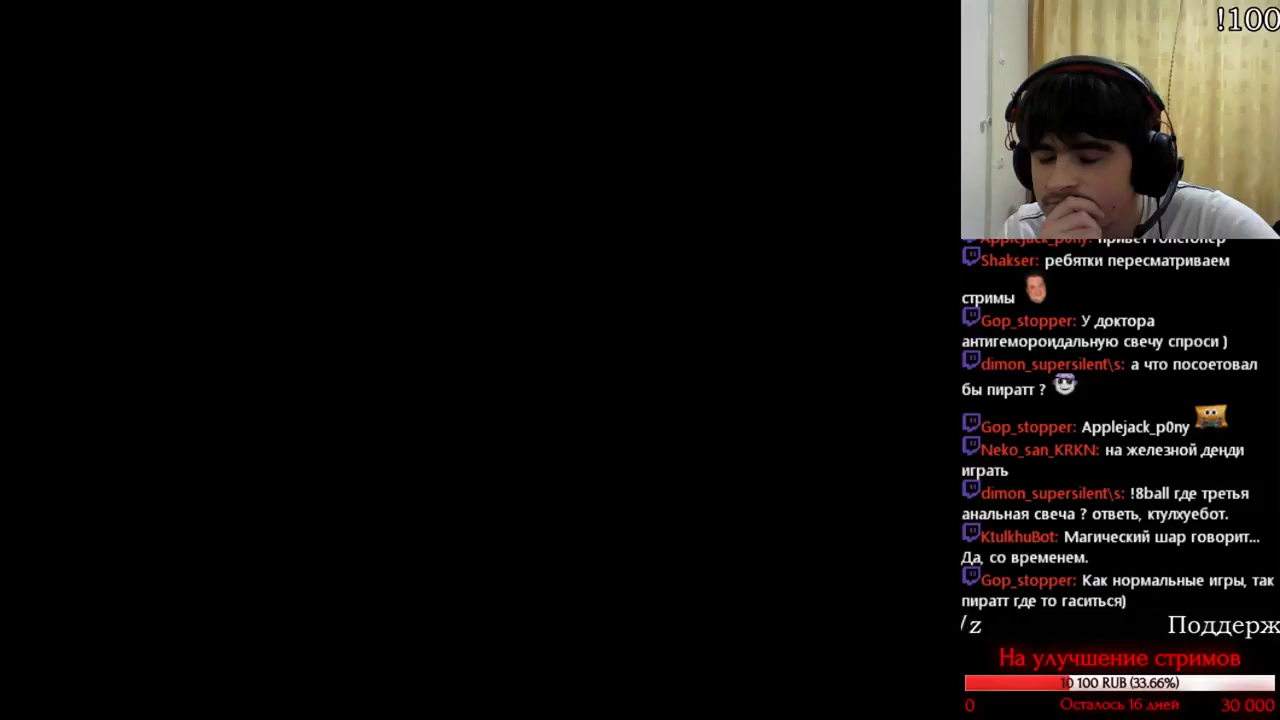 !100
Applejack_p0ny: привет гопстопер
Shakser: ребятки пересматриваем
стримы
Gop_stopper: У доктора
антигемороидальную свечу спроси )
dimon_supersilent\s: а что посоетовал
бы пиратт ?
Gop_stopper: Applejack_p0ny
Neko_san_KRKN: на железной денди
играть
dimon_supersilent\s: !8ball где третья
анальная свеча ? ответь, ктулхуебот.
KtulkhuBot: Магический шар говорит...
Да, со временем.
Gop_stopper: Как нормальные игры, так
пиратт где то гаситься)
/z Поддерж
На улучшение стримов
10 100 RUB (33.66%)
0 Осталось 16 дней 30 000